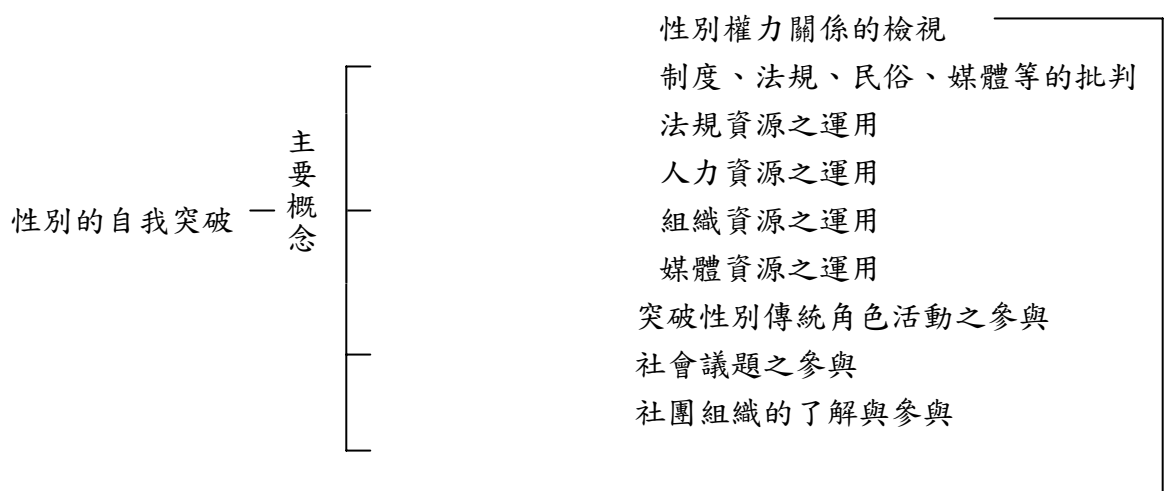 性別權力關係的檢視
制度、法規、民俗、媒體等的批判
法規資源之運用
人力資源之運用
組織資源之運用
媒體資源之運用
突破性別傳統角色活動之參與
社會議題之參與
社團組織的了解與參與
性別的自我突破
主要概念